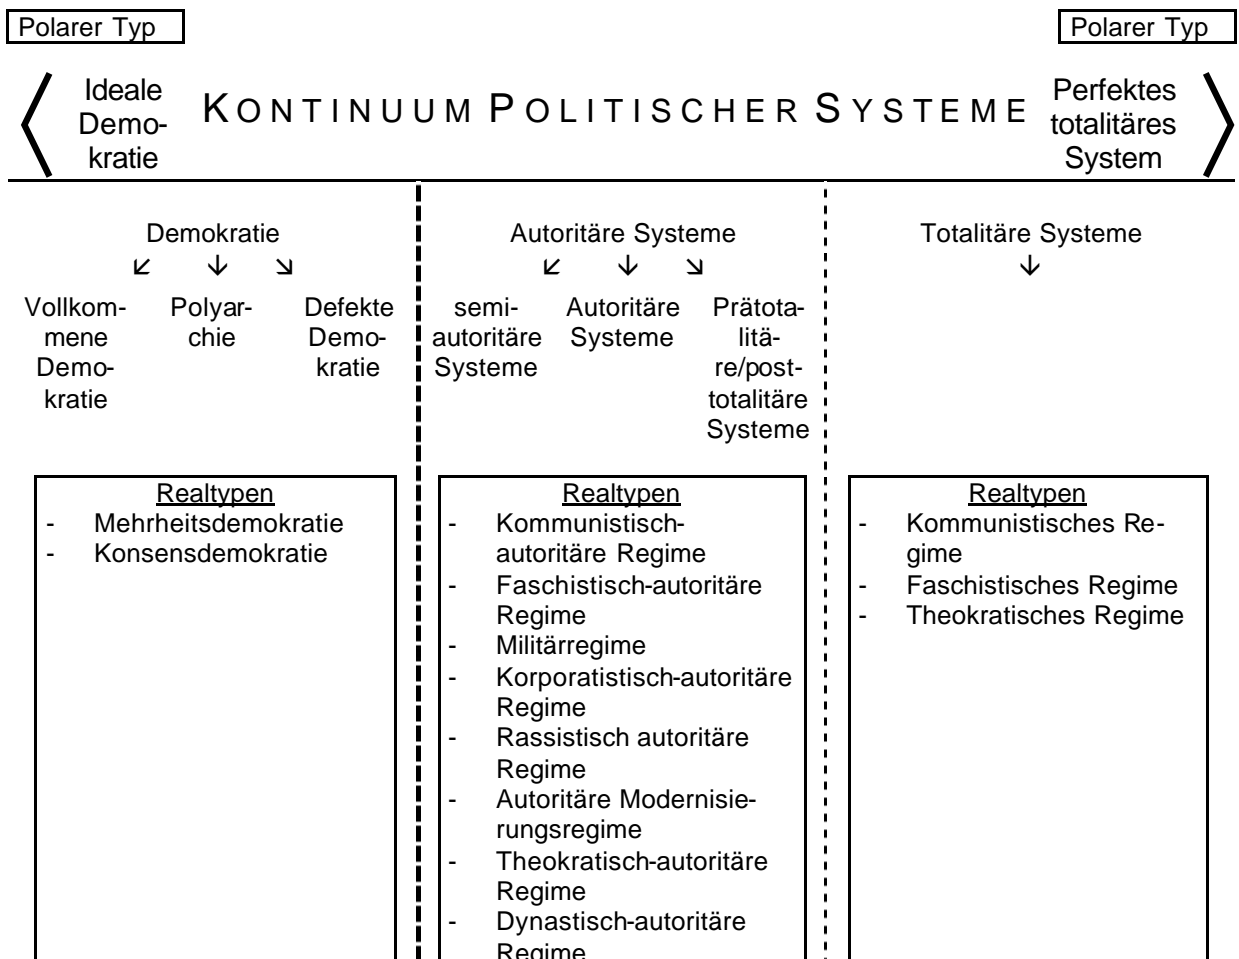 Polarer Typ
Polarer Typ
Ideale
Demo-
kratie
KONTINUUM POLITISCHER SYSTEME
Perfektes
totalitäres
System
Demokratie
Vollkom-
mene
Demo-
kratie
Polyar-
chie
Defekte
Demo-
kratie
Autoritäre Systeme
semi-
autoritäre
Systeme
Autoritäre
Systeme
Prätota-
litä-
re/post-
totalitäre
Systeme
Totalitäre Systeme
Realtypen
- Mehrheitsdemokratie
- Konsensdemokratie
Realtypen
- Kommunistisch-
autoritäre Regime
- Faschistisch-autoritäre
Regime
- Militärregime
- Korporatistisch-autoritäre
Regime
- Rassistisch autoritäre
Regime
- Autoritäre Modernisie-
rungsregime
- Theokratisch-autoritäre
Regime
- Dynastisch-autoritäre
Regime
Realtypen
- Kommunistisches Re-
gime
- Faschistisches Regime
- Theokratisches Regime